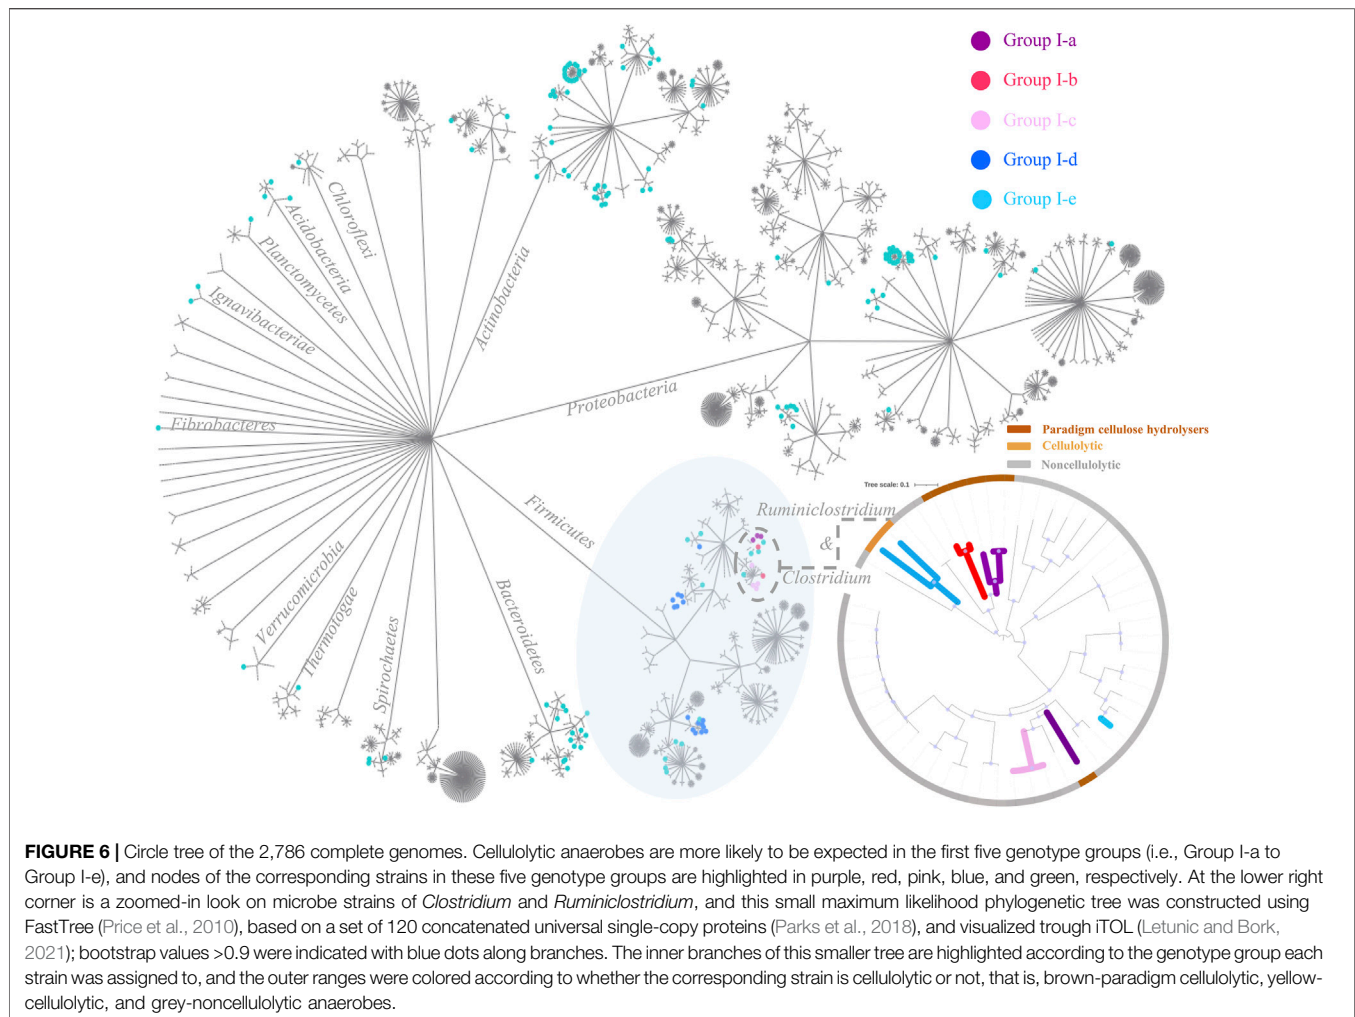 Group I-a
Group I-b
Group I-c
Group I-d
Group I-e
Chloroflexi
Acidobacteria
Planctomycetes
Ignavibacteriae
Actinobacteria
Proteobacteria
Fibrobacteres
Paradigm cellulose hydrolysers
Cellulolytic
Noncellulolytic
Tree scale: 0.1
Firmicutes
Ruminiclostridium
&
Clostridium
Verrucomicrobia
Thermotogae
Spirochaetes
Bacteroidetes
FIGURE 6 | Circle tree of the 2,786 complete genomes. Cellulolytic anaerobes are more likely to be expected in the first five genotype groups (i.e., Group I-a to
Group I-e), and nodes of the corresponding strains in these five genotype groups are highlighted in purple, red, pink, blue, and green, respectively. At the lower right
corner is a zoomed-in look on microbe strains of Clostridium and Ruminiclostridium, and this small maximum likelihood phylogenetic tree was constructed using
FastTree (Price et al., 2010), based on a set of 120 concatenated universal single-copy proteins (Parks et al., 2018), and visualized trough iTOL (Letunic and Bork,
2021); bootstrap values >0.9 were indicated with blue dots along branches. The inner branches of this smaller tree are highlighted according to the genotype group each
strain was assigned to, and the outer ranges were colored according to whether the corresponding strain is cellulolytic or not, that is, brown-paradigm cellulolytic, yellow-
cellulolytic, and grey-noncellulolytic anaerobes.